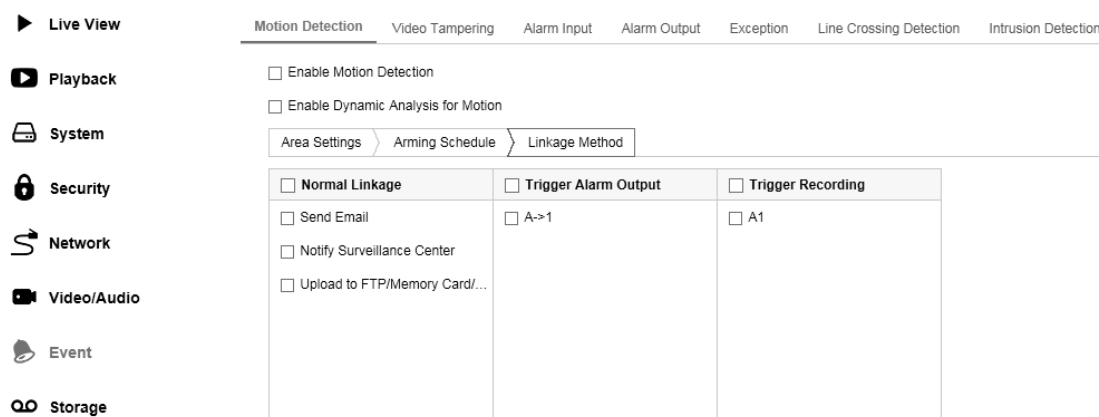 Live View
Playback
System
Security
Network
Video/Audio
Event
Storage
Motion Detection Video Tampering Alarm Input Alarm Output Exception Line Crossing Detection Intrusion Detection
Enable Motion Detection
Enable Dynamic Analysis for Motion
Area Settings Arming Schedule Linkage Method
Normal Linkage Trigger Alarm Output Trigger Recording
Send Email A->1 A1
Notify Surveillance Center
Upload to FTP/Memory Card/...